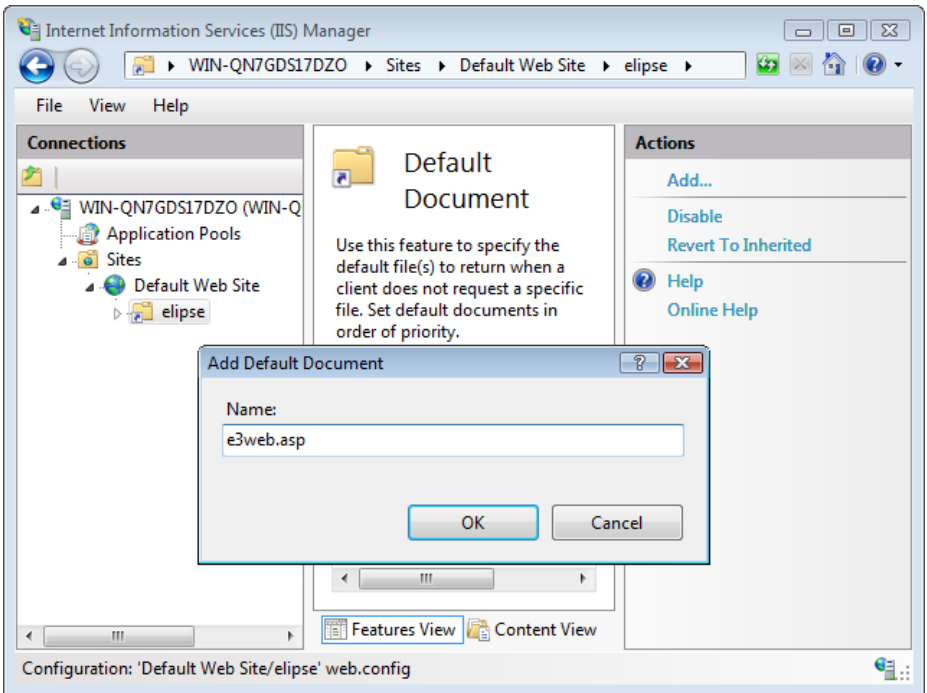 Internet Information Services (IIS) Manager
WIN-QN7GDS17DZO Sites Default Web Site elipse
File View Help
Connections
WIN-QN7GDS17DZO (WIN-Q
Application Pools
Sites
Default Web Site
elipse
Default
Document
Use this feature to specify the
default file(s) to return when a
client does not request a specific
file. Set default documents in
order of priority.
Actions
Add...
Disable
Revert To Inherited
Help
Online Help
Add Default Document
Name:
e3web.asp
OK Cancel
Features View Content View
Configuration: 'Default Web Site/elipse' web.config